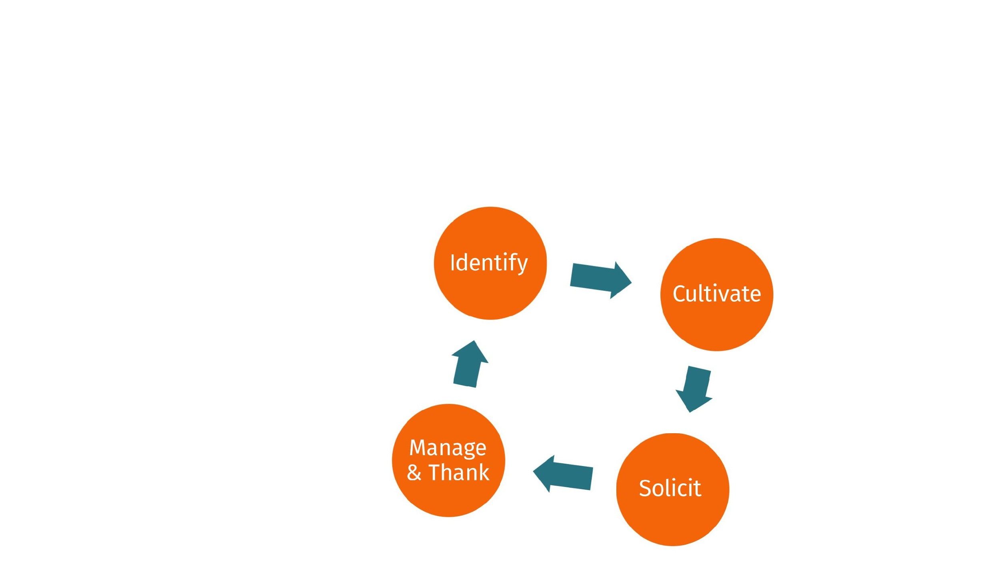 Identify
Cultivate
Solicit
Manage
& Thank